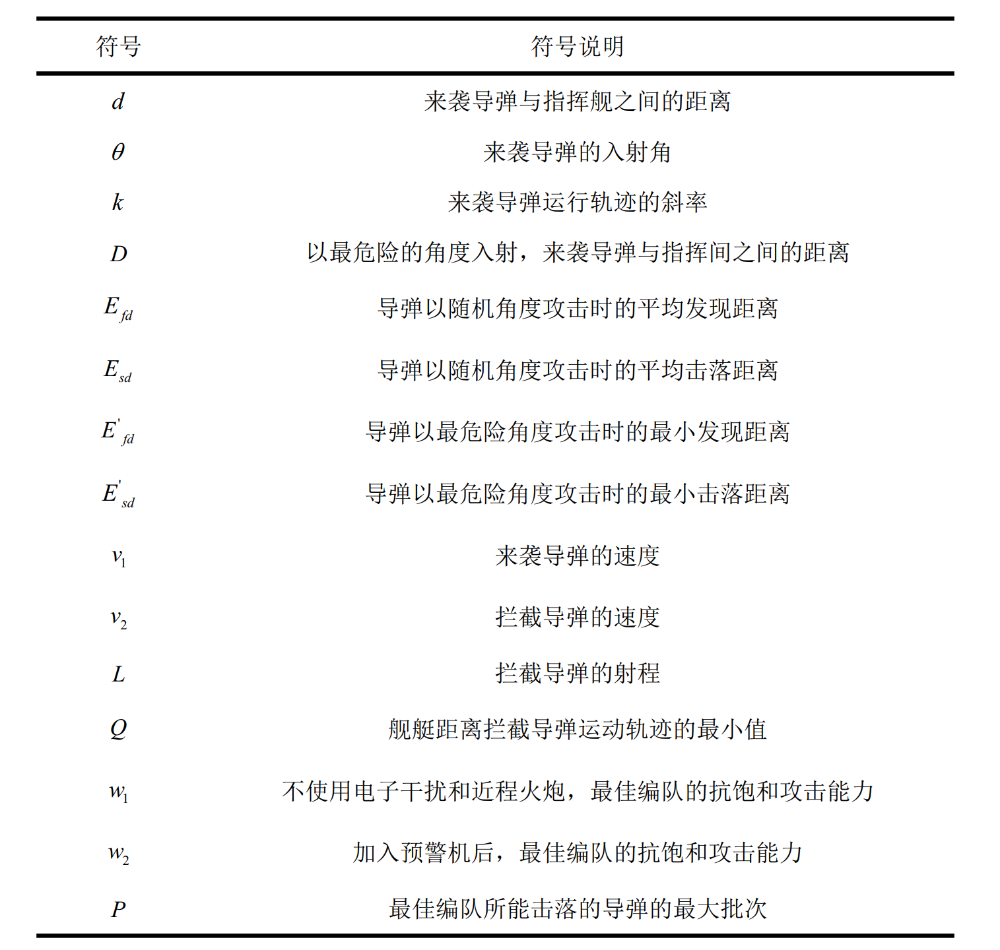 符号 符号说明
d 来袭导弹与指挥舰之间的距离
θ 来袭导弹的入射角
k 来袭导弹运行轨迹的斜率
D 以最危险的角度入射，来袭导弹与指挥间之间的距离
E_fd 导弹以随机角度攻击时的平均发现距离
E_sd 导弹以随机角度攻击时的平均击落距离
E'_fd 导弹以最危险角度攻击时的最小发现距离
E'_sd 导弹以最危险角度攻击时的最小击落距离
v_1 来袭导弹的速度
v_2 拦截导弹的速度
L 拦截导弹的射程
Q 舰艇距离拦截导弹运动轨迹的最小值
w_1 不使用电子干扰和近程火炮，最佳编队的抗饱和攻击能力
w_2 加入预警机后，最佳编队的抗饱和攻击能力
P 最佳编队所能击落的导弹的最大批次